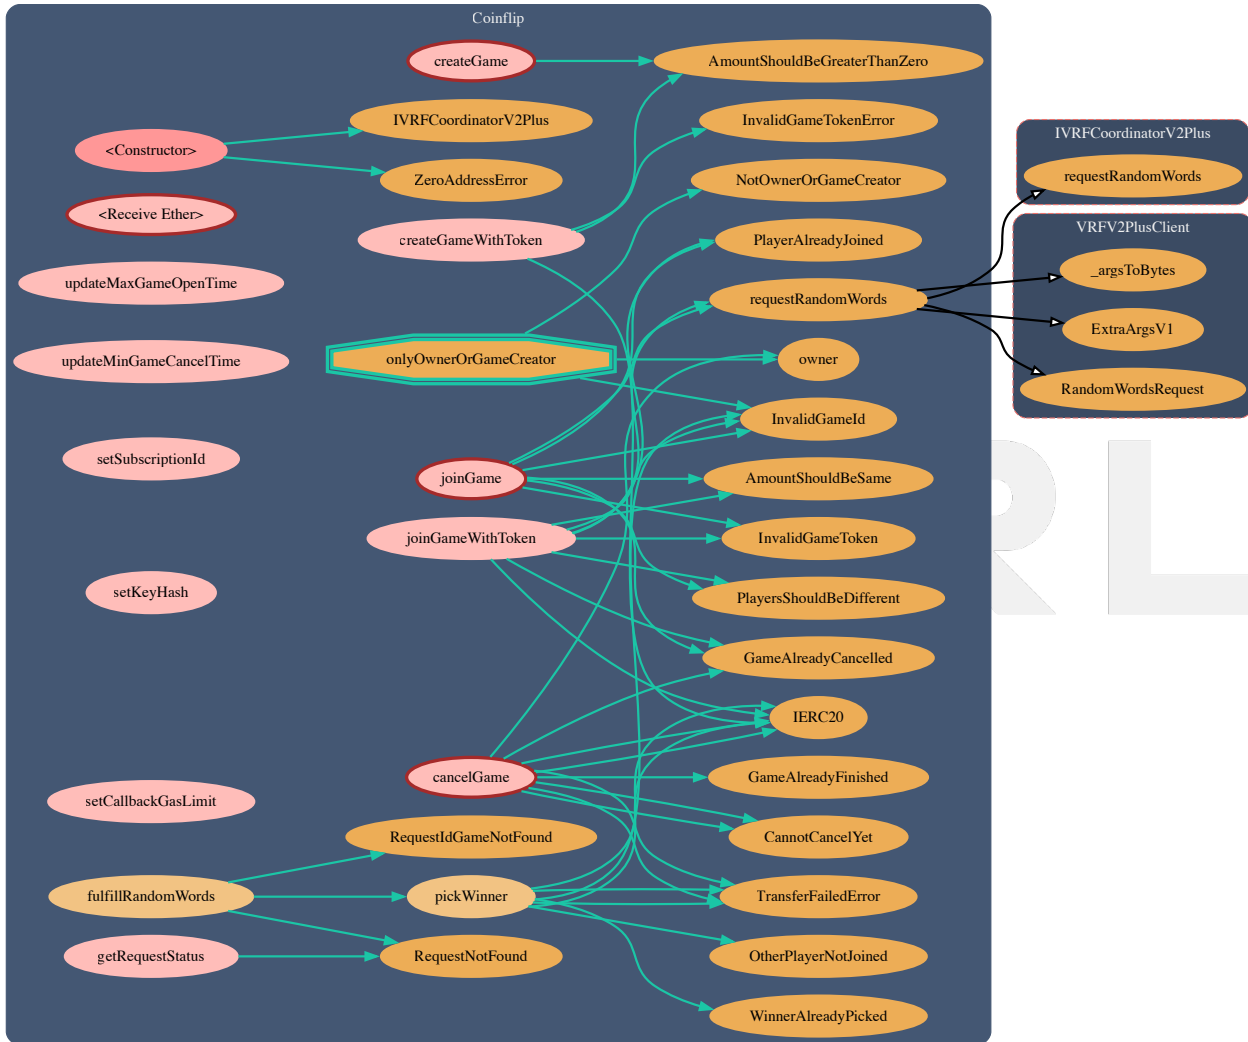 Coinflip
createGame
AmountShouldBeGreaterThanZero
<Constructor>
IVRFCoordinatorV2Plus
InvalidGameTokenError
ZeroAddressError
NotOwnerOrGameCreator
<Receive Ether>
createGameWithToken
PlayerAlreadyJoined
updateMaxGameOpenTime
requestRandomWords
updateMinGameCancelTime
onlyOwnerOrGameCreator
owner
InvalidGameId
setSubscriptionId
joinGame
AmountShouldBeSame
joinGameWithToken
InvalidGameToken
setKeyHash
PlayersShouldBeDifferent
GameAlreadyCancelled
IERC20
cancelGame
GameAlreadyFinished
setCallbackGasLimit
RequestIdGameNotFound
CannotCancelYet
fulfillRandomWords
pickWinner
TransferFailedError
getRequestStatus
RequestNotFound
OtherPlayerNotJoined
WinnerAlreadyPicked
IVRFCoordinatorV2Plus
requestRandomWords
VRFV2PlusClient
_argsToBytes
ExtraArgsV1
RandomWordsRequest
RL